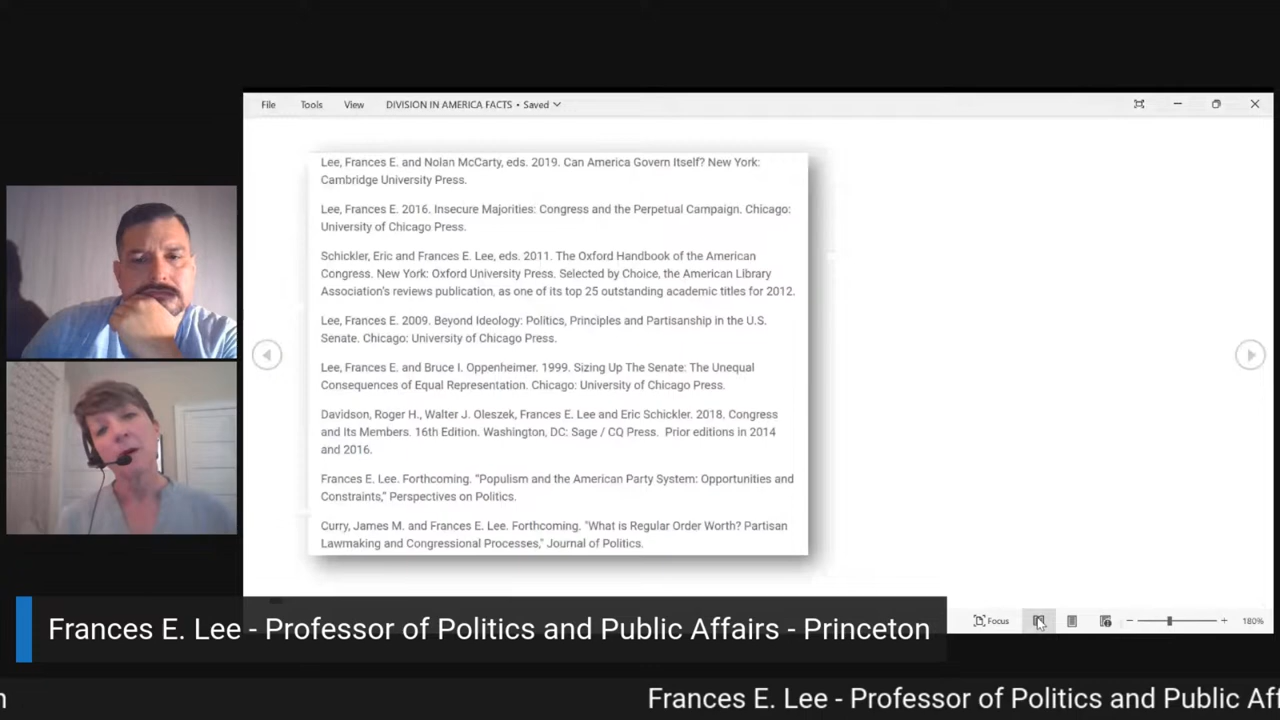 File Tools View DIVISION IN AMERICA FACTS • Saved
Lee, Frances E. and Nolan McCarty, eds. 2019. Can America Govern Itself? New York:
Cambridge University Press.
Lee, Frances E. 2016. Insecure Majorities: Congress and the Perpetual Campaign. Chicago:
University of Chicago Press.
Schickler, Eric and Frances E. Lee, eds. 2011. The Oxford Handbook of the American
Congress. New York: Oxford University Press. Selected by Choice, the American Library
Association's reviews publication, as one of its top 25 outstanding academic titles for 2012.
Lee, Frances E. 2009. Beyond Ideology: Politics, Principles and Partisanship in the U.S.
Senate. Chicago: University of Chicago Press.
Lee, Frances E. and Bruce I. Oppenheimer. 1999. Sizing Up The Senate: The Unequal
Consequences of Equal Representation. Chicago: University of Chicago Press.
Davidson, Roger H., Walter J. Oleszek, Frances E. Lee and Eric Schickler. 2018. Congress
and Its Members. 16th Edition. Washington, DC: Sage / CQ Press. Prior editions in 2014
and 2016.
Frances E. Lee. Forthcoming. "Populism and the American Party System: Opportunities and
Constraints," Perspectives on Politics.
Curry, James M. and Frances E. Lee. Forthcoming. "What is Regular Order Worth? Partisan
Lawmaking and Congressional Processes," Journal of Politics.
Focus 180%
Frances E. Lee - Professor of Politics and Public Affairs - Princeton
n Frances E. Lee - Professor of Politics and Public Aff